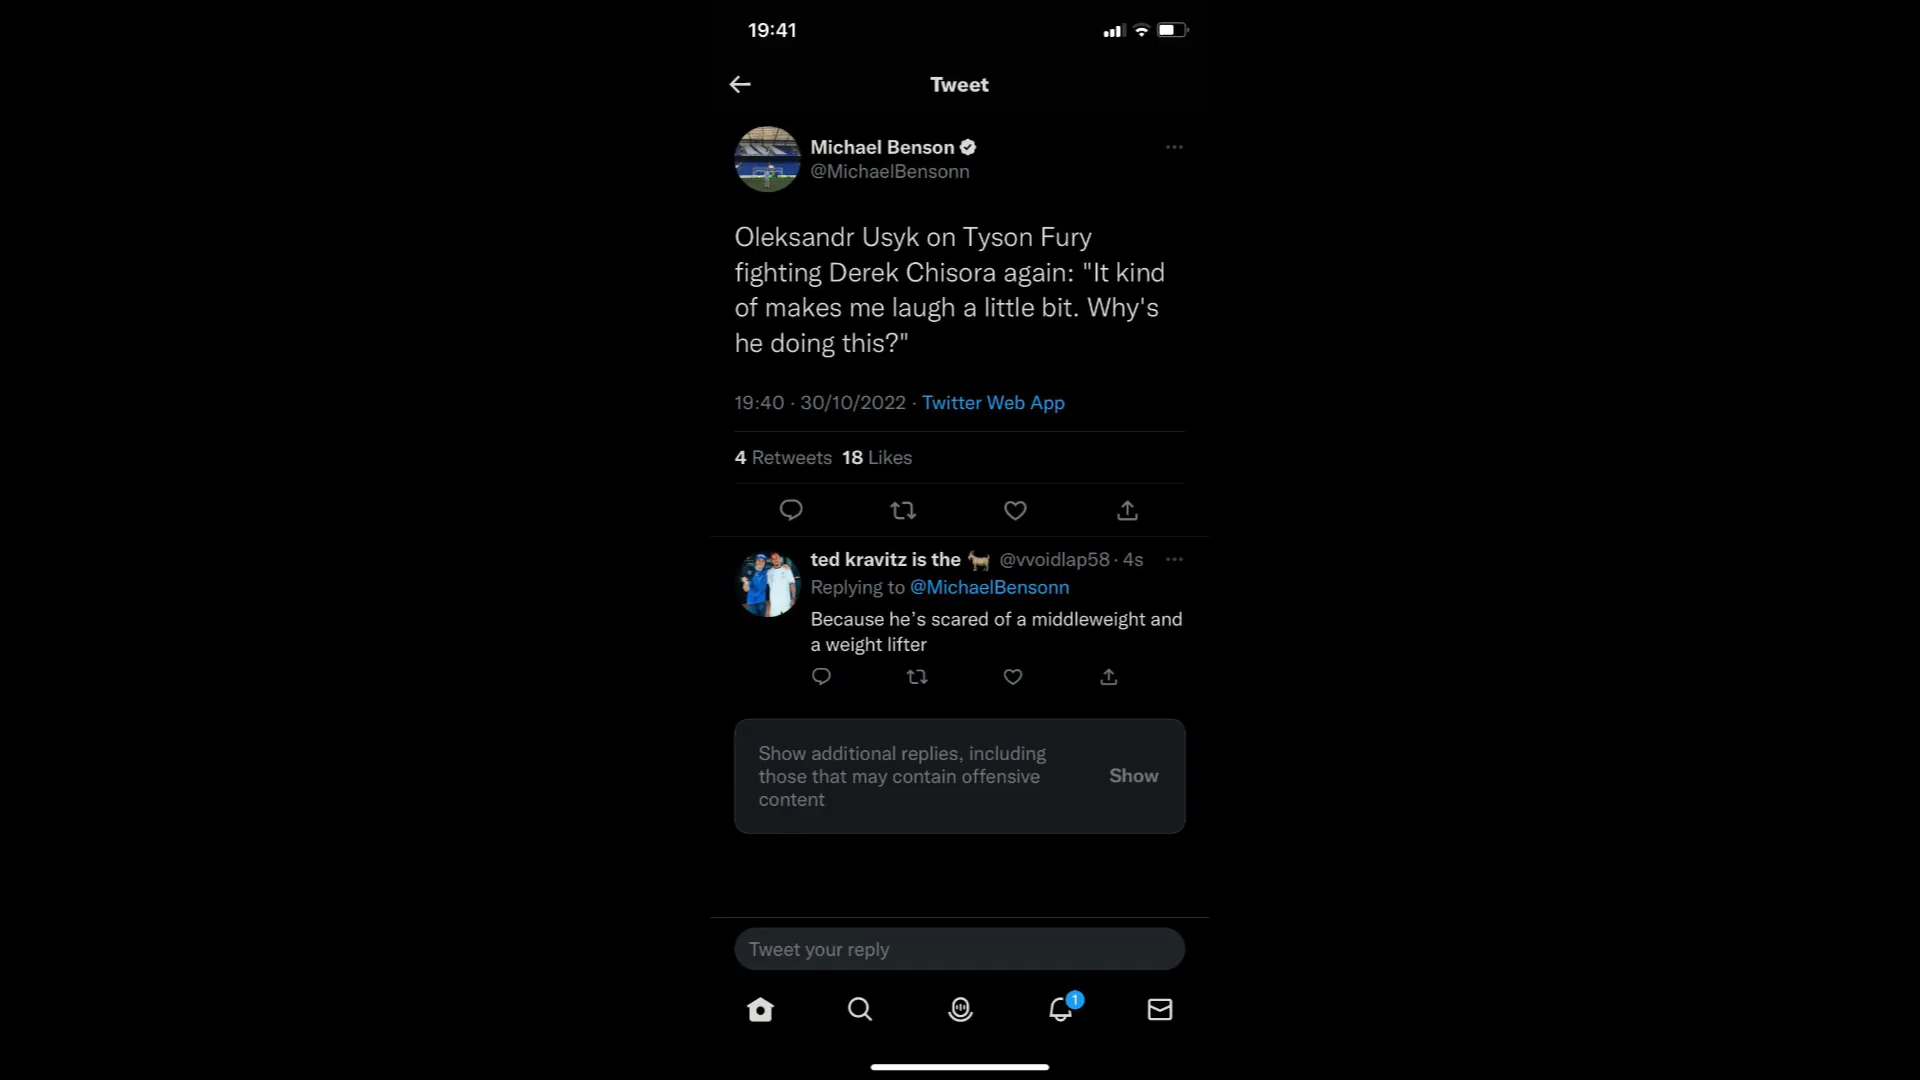 19:41
Tweet
Michael Benson
@MichaelBensonn
Oleksandr Usyk on Tyson Fury
fighting Derek Chisora again: "It kind
of makes me laugh a little bit. Why's
he doing this?"
19:40 · 30/10/2022 · Twitter Web App
4 Retweets 18 Likes
ted kravitz is the 🐐 @vvoidlap58 · 4s
Replying to @MichaelBensonn
Because he's scared of a middleweight and
a weight lifter
Show additional replies, including
those that may contain offensive
content
Show
Tweet your reply
1